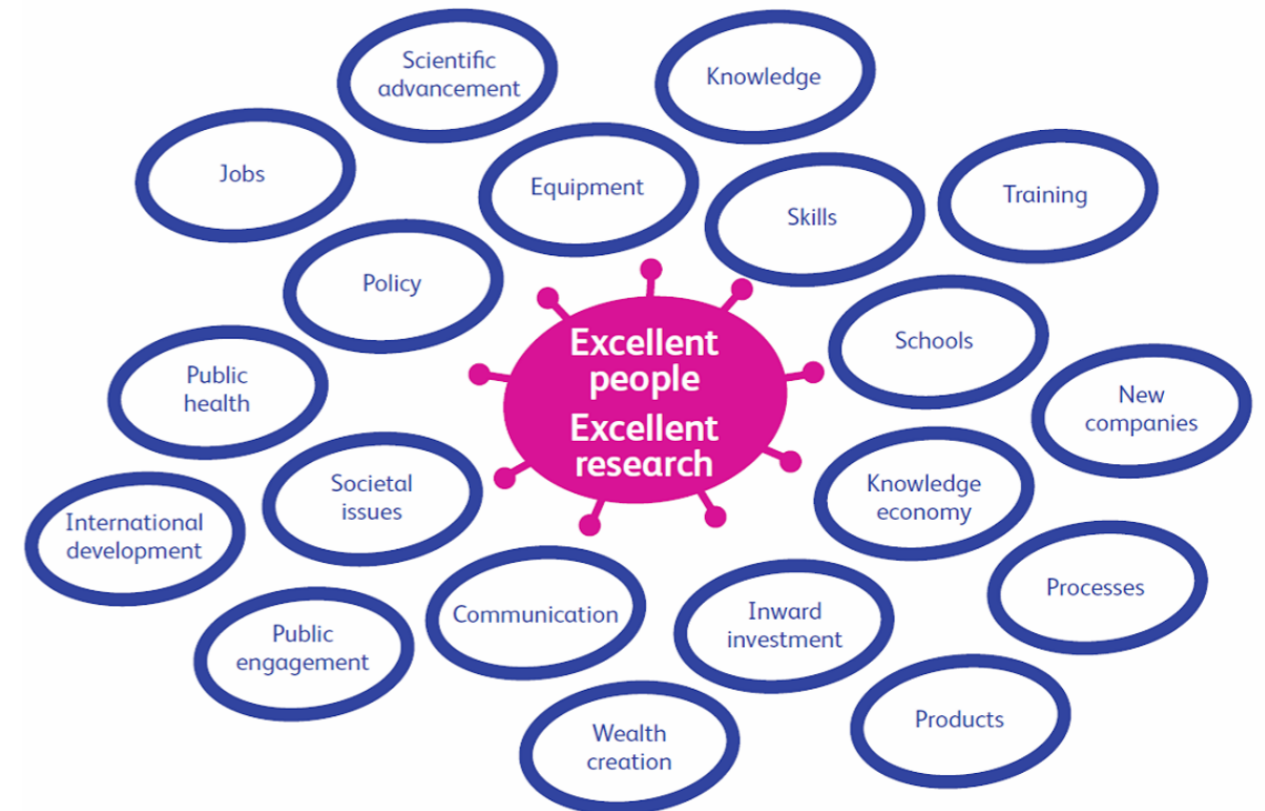 Scientific
advancement
Knowledge
Jobs
Equipment
Skills
Training
Policy
Excellent
people
Excellent
research
Schools
Public
health
New
companies
Societal
issues
Knowledge
economy
International
development
Processes
Public
engagement
Communication
Inward
investment
Wealth
creation
Products